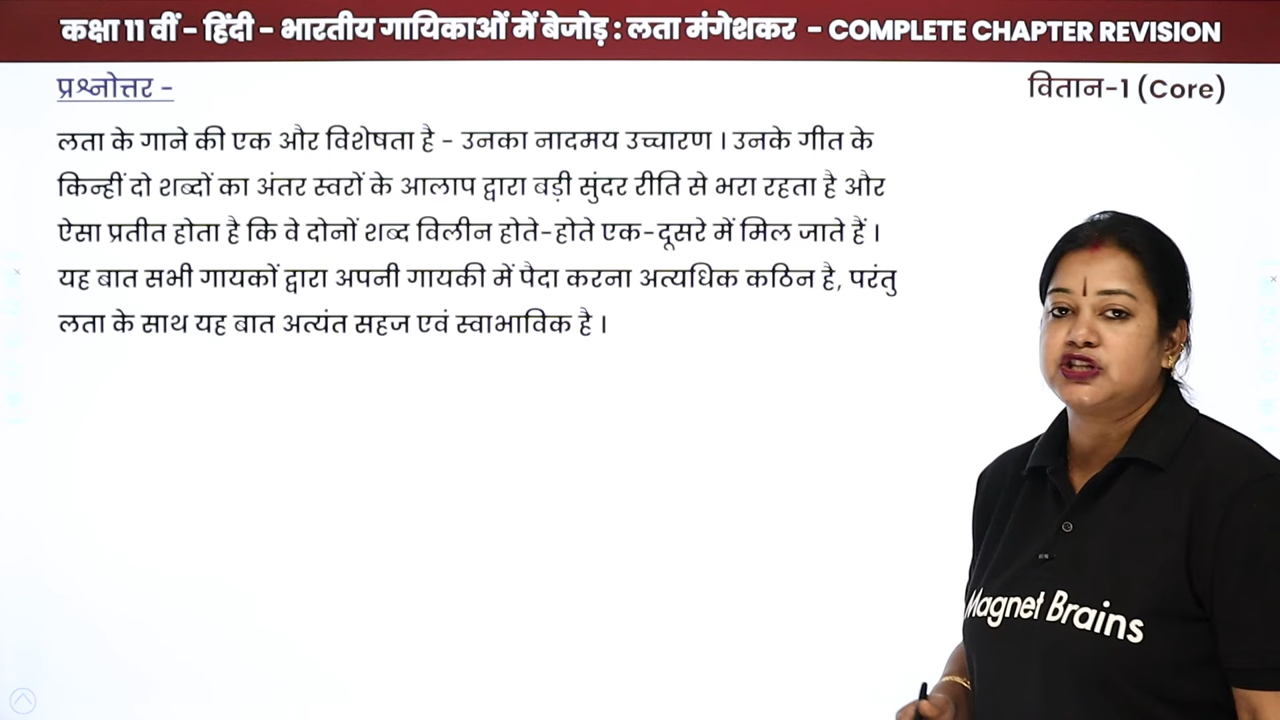 कक्षा 11 वीं - हिंदी - भारतीय गायिकाओं में बेजोड़ : लता मंगेशकर - COMPLETE CHAPTER REVISION
प्रश्नोत्तर -
वितान-1 (Core)
लता के गाने की एक और विशेषता है - उनका नादमय उच्चारण । उनके गीत के
किन्हीं दो शब्दों का अंतर स्वरों के आलाप द्वारा बड़ी सुंदर रीति से भरा रहता है और
ऐसा प्रतीत होता है कि वे दोनों शब्द विलीन होते-होते एक-दूसरे में मिल जाते हैं ।
यह बात सभी गायकों द्वारा अपनी गायकी में पैदा करना अत्यधिक कठिन है, परंतु
लता के साथ यह बात अत्यंत सहज एवं स्वाभाविक है ।
Magnet Brains